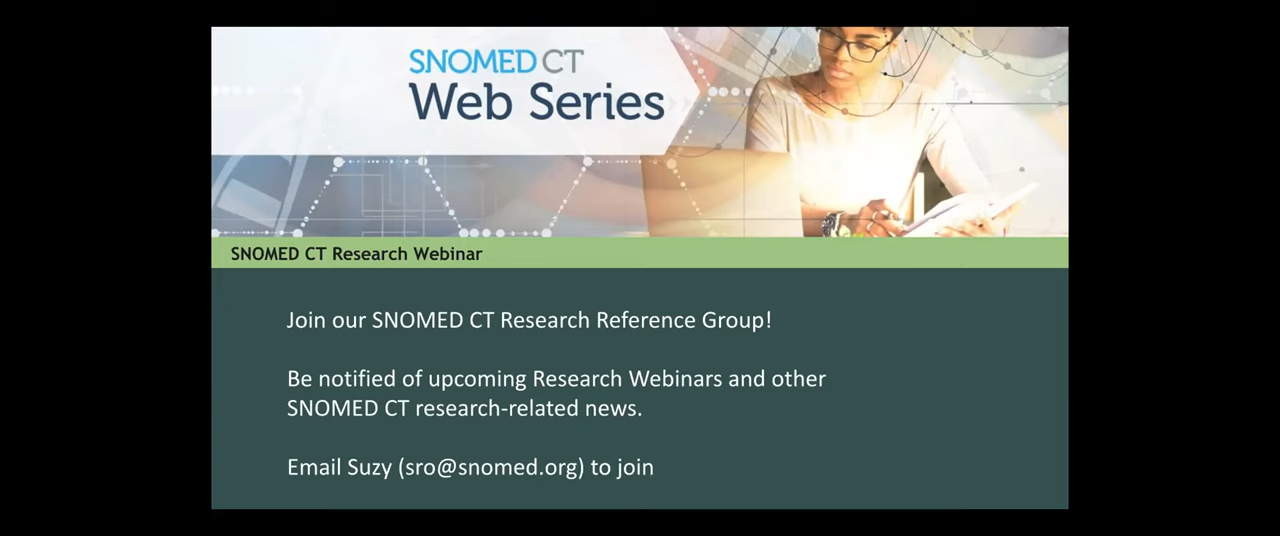 SNOMED CT
Web Series
SNOMED CT Research Webinar
Join our SNOMED CT Research Reference Group!
Be notified of upcoming Research Webinars and other
SNOMED CT research-related news.
Email Suzy (sro@snomed.org) to join